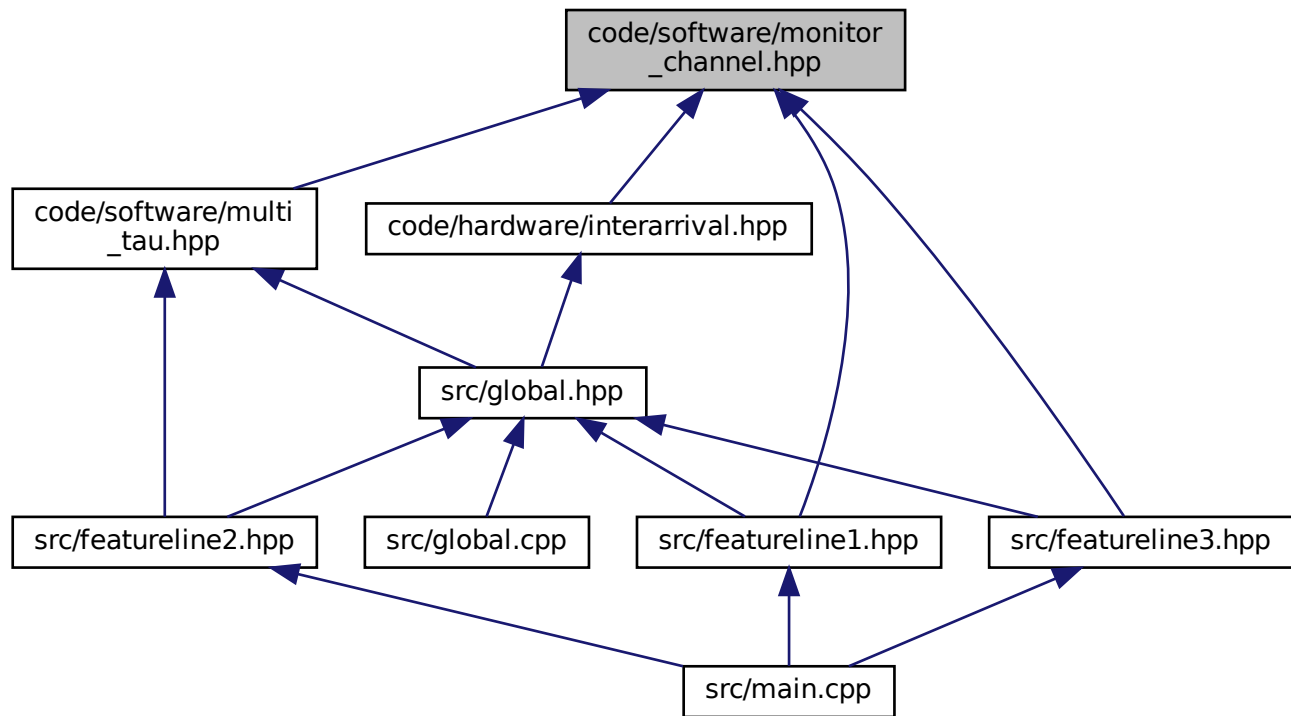 code/software/monitor
_channel.hpp
code/software/multi
_tau.hpp
code/hardware/interarrival.hpp
src/global.hpp
src/featureline2.hpp
src/global.cpp
src/featureline1.hpp
src/featureline3.hpp
src/main.cpp